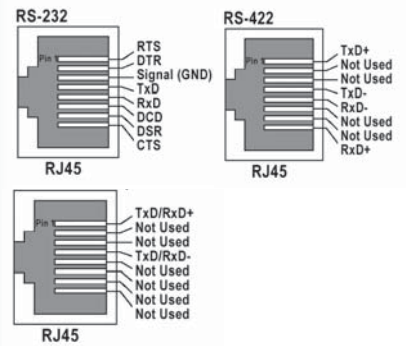 RS-232
Pin 1
RTS
DTR
Signal (GND)
TxD
RxD
DCD
DSR
CTS
RJ45
RS-422
Pin 1
TxD+
Not Used
Not Used
TxD-
RxD-
Not Used
Not Used
RxD+
RJ45
Pin 1
TxD/RxD+
Not Used
Not Used
TxD/RxD-
Not Used
Not Used
Not Used
Not Used
RJ45